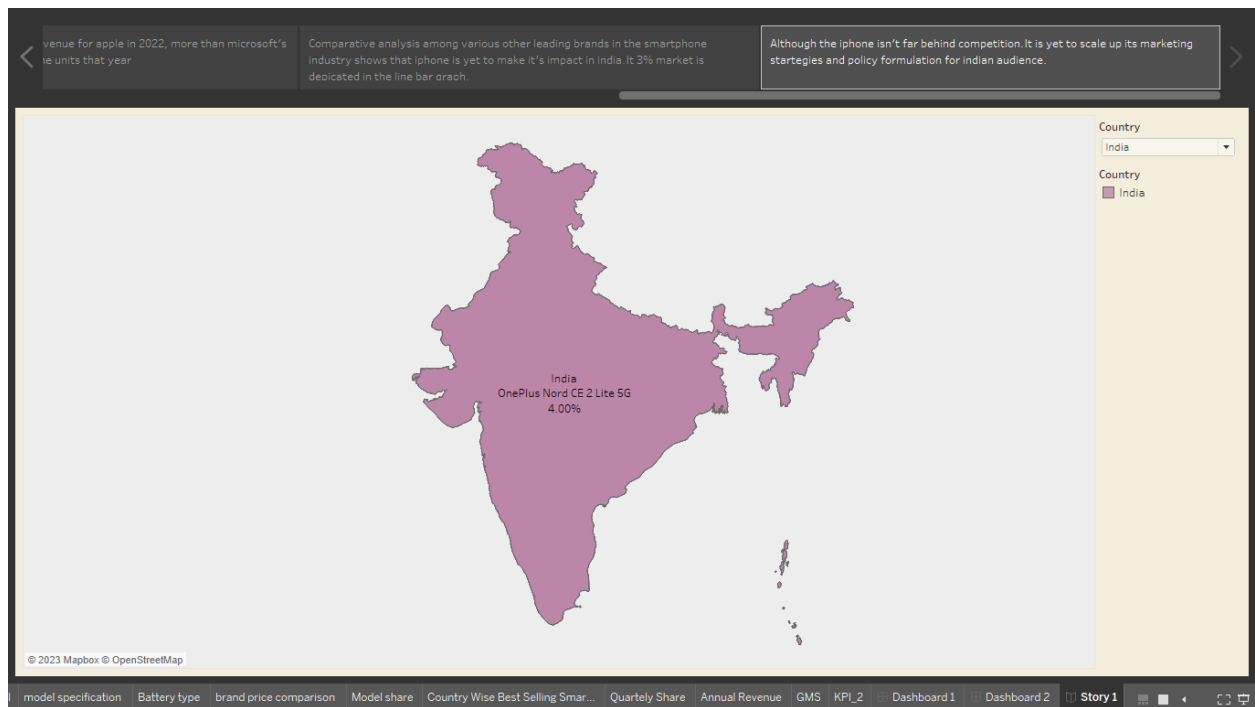 venue for apple in 2022, more than microsoft's
ne units that year
Comparative analysis among various other leading brands in the smartphone
industry shows that iphone is yet to make it's impact in india.It 3% market is
depicated in the line bar graph.
Although the iphone isn't far behind competition.It is yet to scale up its marketing
startegies and policy formulation for indian audience.
Country
India
Country
India
India
OnePlus Nord CE 2 Lite 5G
4.00%
© 2023 Mapbox © OpenStreetMap
model specification Battery type brand price comparison Model share Country Wise Best Selling Smar... Quartely Share Annual Revenue GMS KPI_2 Dashboard 1 Dashboard 2 Story 1